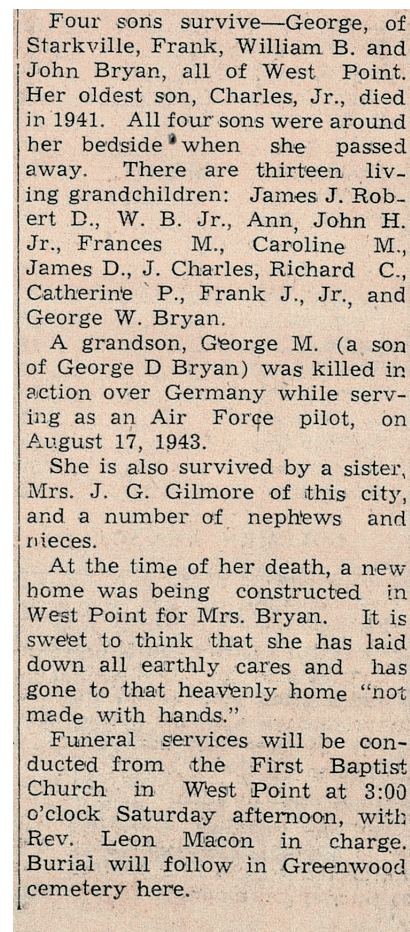 Four sons survive—George, of
Starkville, Frank, William B. and
John Bryan, all of West Point.
Her oldest son, Charles, Jr., died
in 1941. All four sons were around
her bedside when she passed
away. There are thirteen liv-
ing grandchildren: James J. Rob-
ert D., W. B. Jr., Ann, John H.
Jr., Frances M., Caroline M.,
James D., J. Charles, Richard C.,
Catherine P., Frank J., Jr., and
George W. Bryan.
A grandson, George M. (a son
of George D Bryan) was killed in
action over Germany while serv-
ing as an Air Force pilot, on
August 17, 1943.
She is also survived by a sister,
Mrs. J. G. Gilmore of this city,
and a number of nephews and
nieces.
At the time of her death, a new
home was being constructed in
West Point for Mrs. Bryan. It is
sweet to think that she has laid
down all earthly cares and has
gone to that heavenly home “not
made with hands.”
Funeral services will be con-
ducted from the First Baptist
Church in West Point at 3:00
o’clock Saturday afternoon, with
Rev. Leon Macon in charge.
Burial will follow in Greenwood
cemetery here.